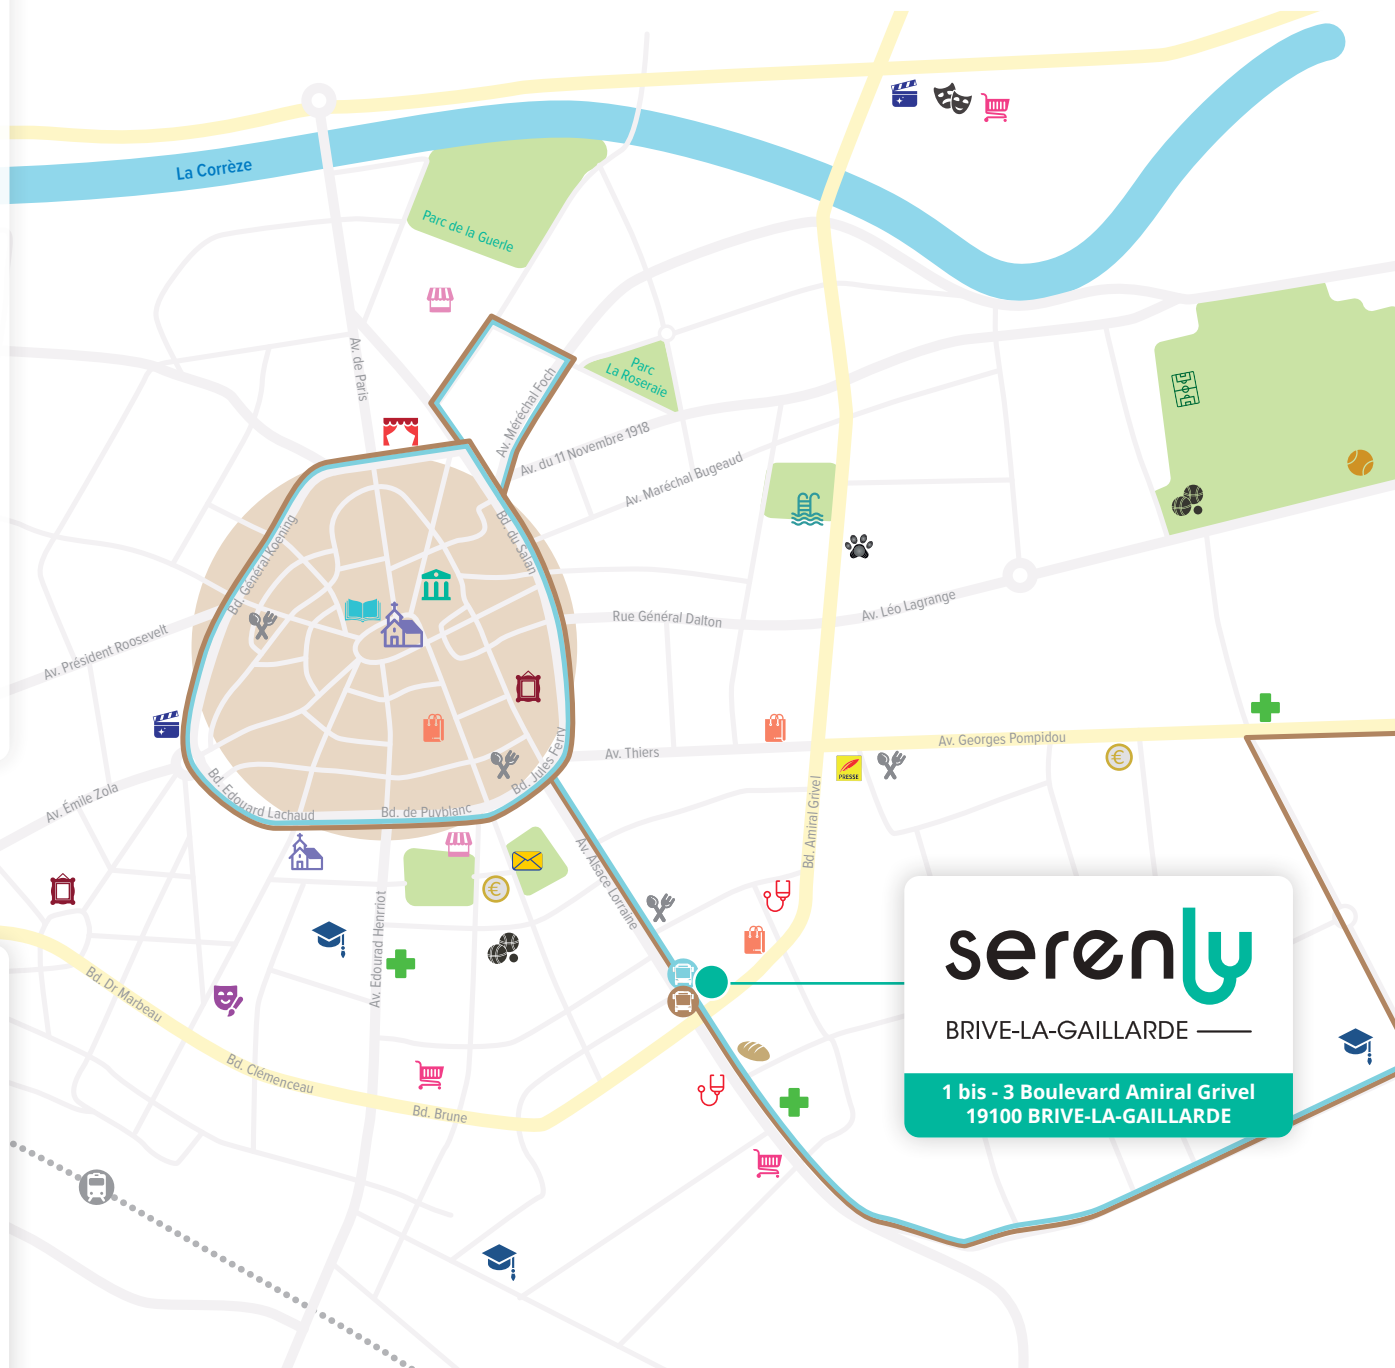 La Corrèze
Parc de la Guerle
Av. de Paris
Parc
La Roseraie
Av. Méréchal Foch
Av. du 11 Novembre 1918
Av. Maréchal Bugeaud
Bd. Général Koening
Bd. du Salan
Av. Président Roosevelt
Rue Général Dalton
Av. Léo Lagrange
Av. Thiers
Av. Georges Pompidou
PRESSE
€
Bd. Jules Ferry
Av. Émile Zola
Bd. Edouard Lachaud
Bd. de Puyblanc
Bd. Amiral Grivel
Av. Alsace Lorraine
€
Av. Edourad Henrriot
Bd. Dr Marbeau
Bd. Clémenceau
Bd. Brune
serenly
BRIVE-LA-GAILLARDE
1 bis - 3 Boulevard Amiral Grivel
19100 BRIVE-LA-GAILLARDE